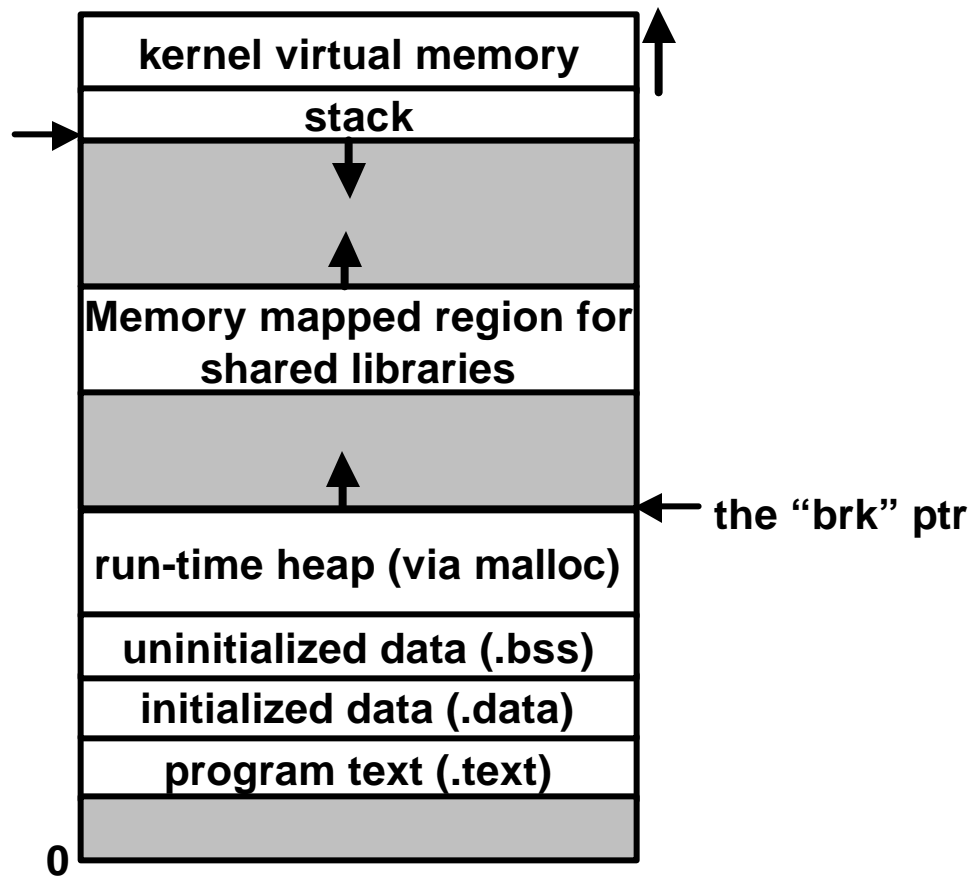 kernel virtual memory
stack
Memory mapped region for
shared libraries
the “brk” ptr
run-time heap (via malloc)
uninitialized data (.bss)
initialized data (.data)
program text (.text)
0